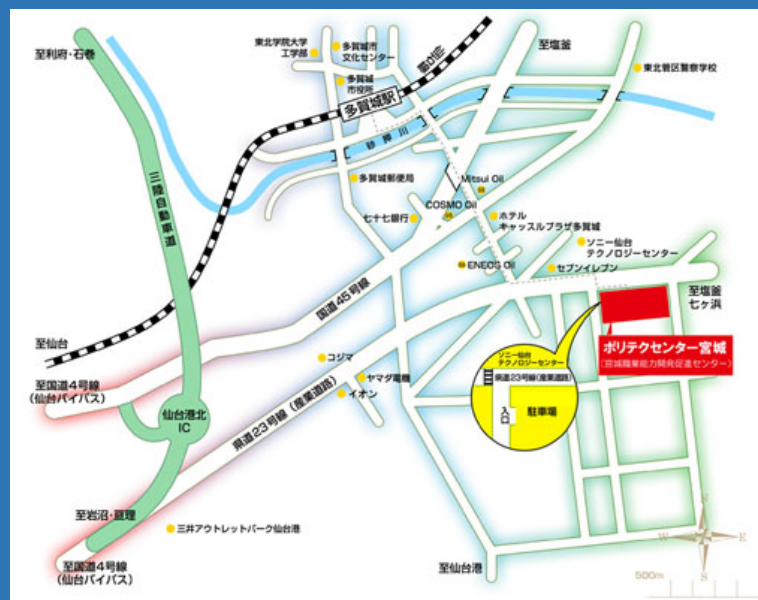 至利府・石巻
東北学院大学
工学部
多賀城市
文化センター
至塩釜
東北管区警察学校
多賀城
市役所
多賀城駅
仙石線
砂押川
多賀城郵便局
Mitsui Oil
COSMO Oil
七十七銀行
ホテル
キャッスルプラザ多賀城
ソニー仙台
テクノロジーセンター
ENEOS Oil
セブンイレブン
三陸自動車道
国道45号線
至塩釜
七ヶ浜
至仙台
ポリテクセンター宮城
(宮城職業能力開発促進センター)
ソニー仙台
テクノロジーセンター
県道23号線(産業道路)
入口
駐車場
コジマ
ヤマダ電機
イオン
至国道4号線
(仙台バイパス)
仙台港北
IC
県道23号線(産業道路)
至岩沼・亘理
三井アウトレットパーク仙台港
至国道4号線
(仙台バイパス)
至仙台港
N
W
E
S
500m